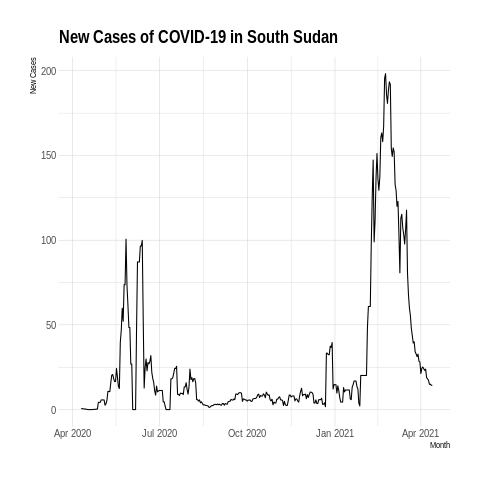 New Cases of COVID-19 in South Sudan
New Cases
200
150
100
50
0
Apr 2020 Jul 2020 Oct 2020 Jan 2021 Apr 2021
Month